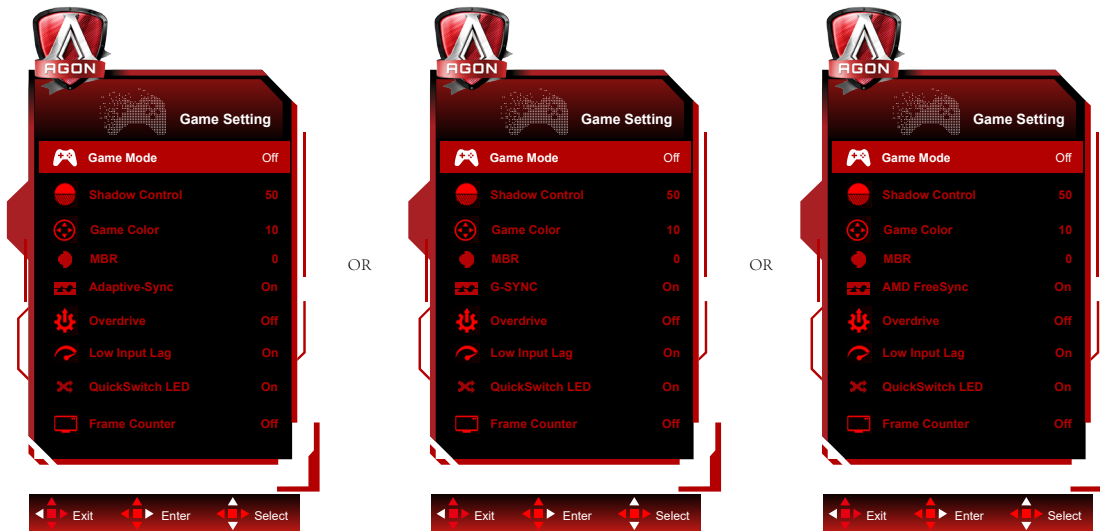 AGON
Game Setting
Game Mode Off
Shadow Control 50
Game Color 10
MBR 0
Adaptive-Sync On
Overdrive Off
Low Input Lag On
QuickSwitch LED On
Frame Counter Off
Exit Enter Select
OR
AGON
Game Setting
Game Mode Off
Shadow Control 50
Game Color 10
MBR 0
G-SYNC On
Overdrive Off
Low Input Lag On
QuickSwitch LED On
Frame Counter Off
Exit Enter Select
OR
AGON
Game Setting
Game Mode Off
Shadow Control 50
Game Color 10
MBR 0
AMD FreeSync On
Overdrive Off
Low Input Lag On
QuickSwitch LED On
Frame Counter Off
Exit Enter Select